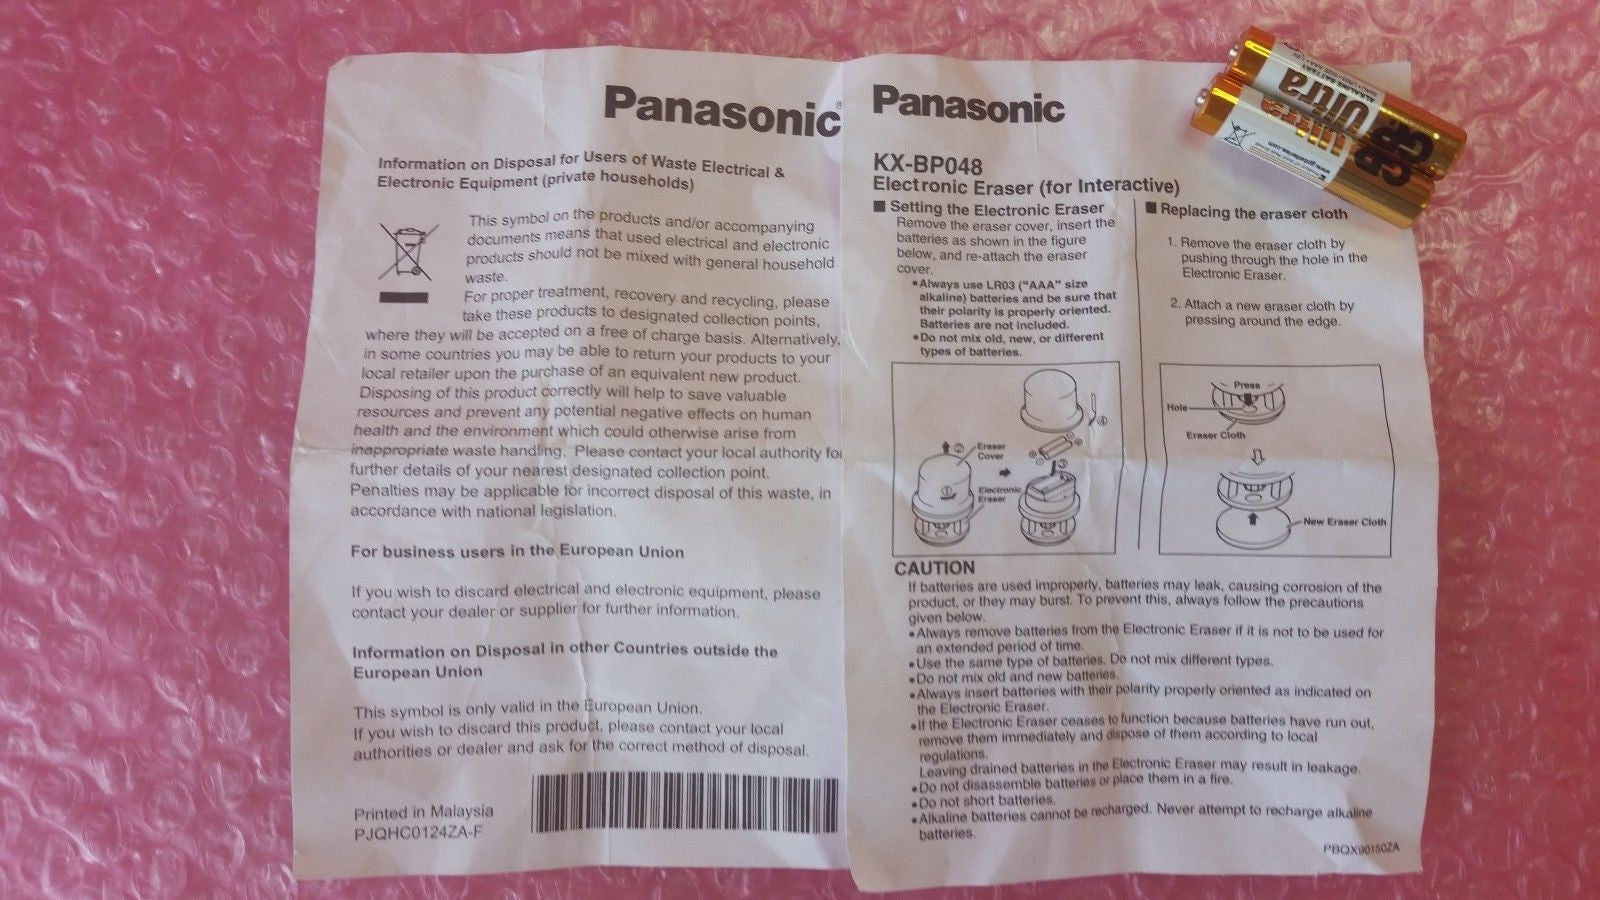 Panasonic®
Information on Disposal for Users of Waste Electrical &
Electronic Equipment (private households)
This symbol on the products and/or accompanying
documents means that used electrical and electronic
products should not be mixed with general household
waste.
For proper treatment, recovery and recycling, please
take these products to designated collection points,
where they will be accepted on a free of charge basis. Alternatively,
in some countries you may be able to return your products to your
local retailer upon the purchase of an equivalent new product.
Disposing of this product correctly will help to save valuable
resources and prevent any potential negative effects on human
health and the environment which could otherwise arise from
inappropriate waste handling. Please contact your local authority for
further details of your nearest designated collection point.
Penalties may be applicable for incorrect disposal of this waste, in
accordance with national legislation.
For business users in the European Union
If you wish to discard electrical and electronic equipment, please
contact your dealer or supplier for further information.
Information on Disposal in other Countries outside the
European Union
This symbol is only valid in the European Union.
If you wish to discard this product, please contact your local
authorities or dealer and ask for the correct method of disposal.
Printed in Malaysia
PJQHC0124ZA-F
Panasonic
KX-BP048
Electronic Eraser (for Interactive)
■ Setting the Electronic Eraser
Remove the eraser cover, insert the
batteries as shown in the figure
below, and re-attach the eraser
cover.
•Always use LR03 ("AAA" size
alkaline) batteries and be sure that
their polarity is properly oriented.
Batteries are not included.
•Do not mix old, new, or different
types of batteries.
① 
②
③
④
Eraser
Cover
Electronic
Eraser
■ Replacing the eraser cloth
1. Remove the eraser cloth by
pushing through the hole in the
Electronic Eraser.
2. Attach a new eraser cloth by
pressing around the edge.
Press
Hole
Eraser Cloth
New Eraser Cloth
CAUTION
If batteries are used improperly, batteries may leak, causing corrosion of the
product, or they may burst. To prevent this, always follow the precautions
given below.
•Always remove batteries from the Electronic Eraser if it is not to be used for
an extended period of time.
•Use the same type of batteries. Do not mix different types.
•Do not mix old and new batteries.
•Always insert batteries with their polarity properly oriented as indicated on
the Electronic Eraser.
•If the Electronic Eraser ceases to function because batteries have run out,
remove them immediately and dispose of them according to local
regulations.
Leaving drained batteries in the Electronic Eraser may result in leakage.
•Do not disassemble batteries or place them in a fire.
•Do not short batteries.
•Alkaline batteries cannot be recharged. Never attempt to recharge alkaline
batteries.
PBQX90150ZA
GP Ultra
ALKALINE BATTERY
GP Ultra
www.gpbatteries.com